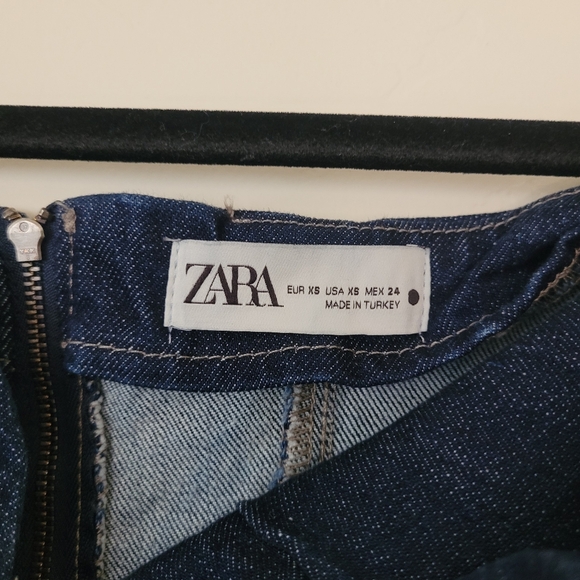 ZARA
EUR XS USA XS MEX 24
MADE IN TURKEY